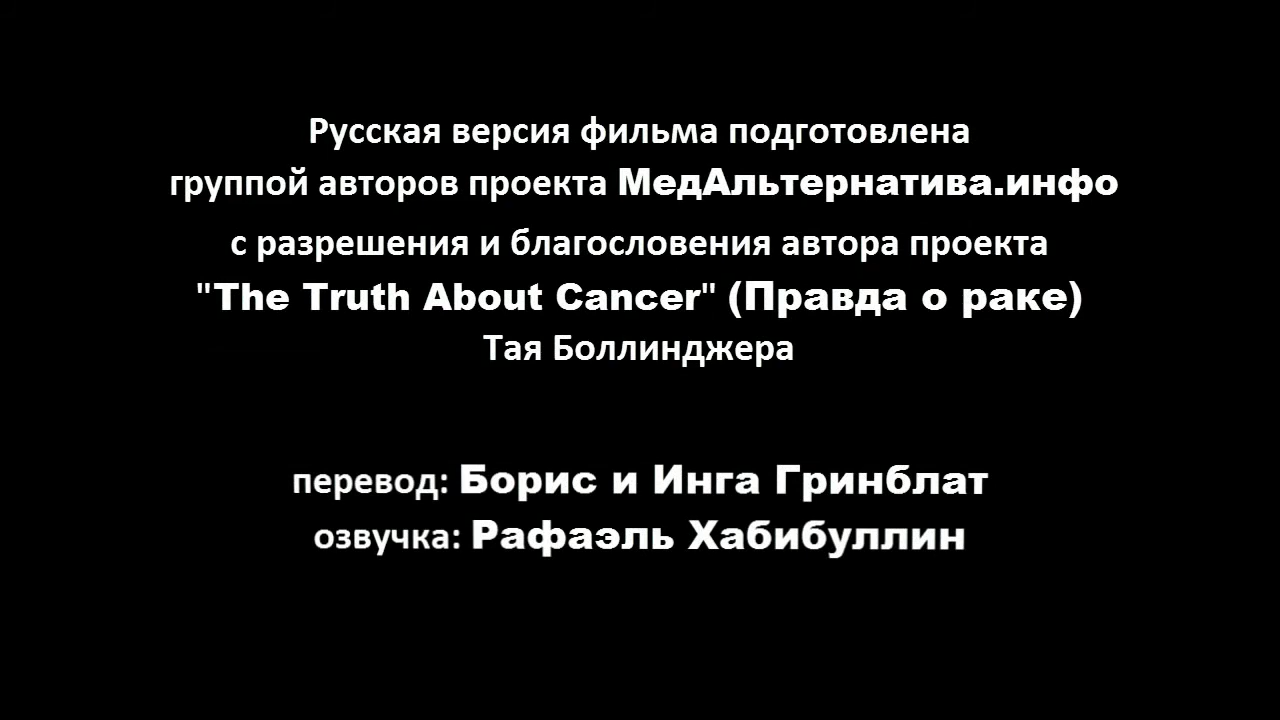 Русская версия фильма подготовлена
группой авторов проекта МедАльтернатива.инфо
с разрешения и благословения автора проекта
"The Truth About Cancer" (Правда о раке)
Тая Боллинджера
перевод: Борис и Инга Гринблат
озвучка: Рафаэль Хабибуллин